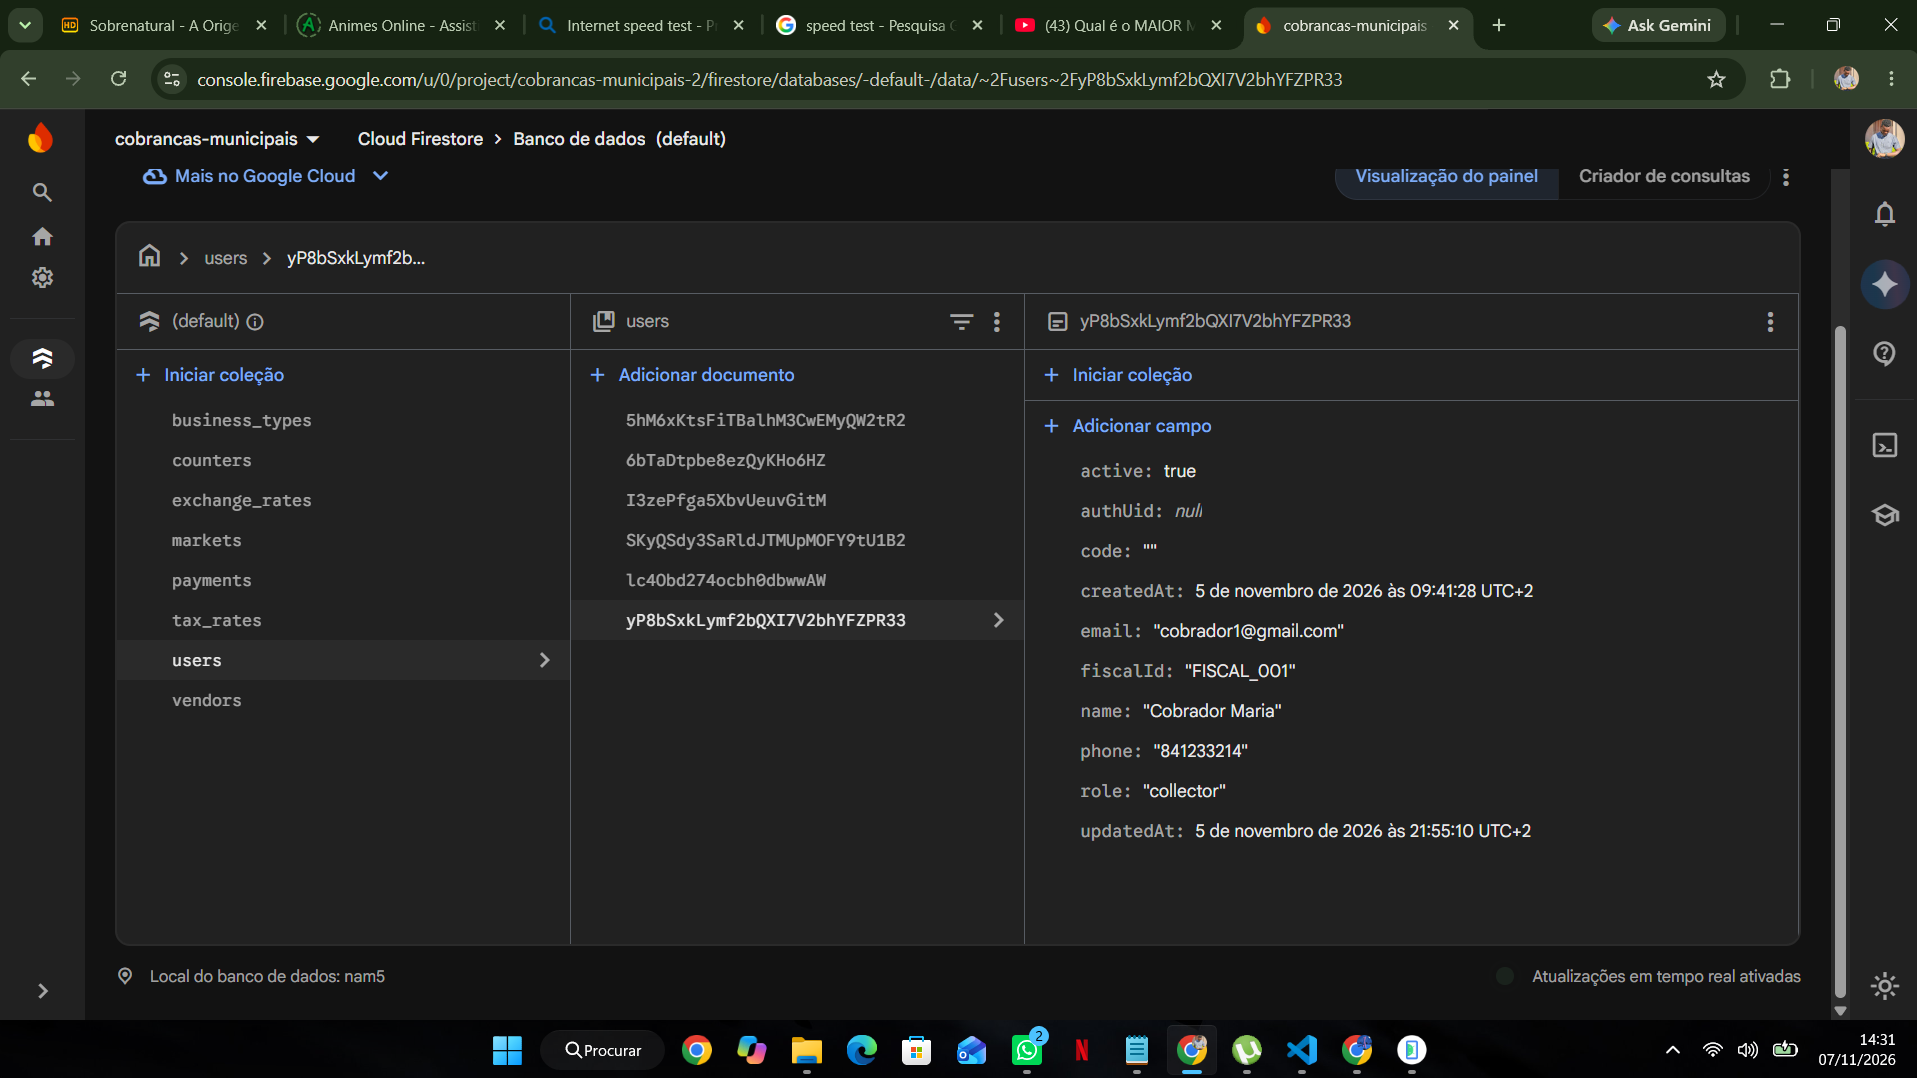 Sobrenatural - A Orige
Animes Online - Assist
Internet speed test - P
speed test - Pesquisa G
(43) Qual é o MAIOR M
cobrancas-municipais
Ask Gemini
console.firebase.google.com/u/0/project/cobrancas-municipais-2/firestore/databases/-default-/data/~2Fusers~2FyP8bSxkLymf2bQXI7V2bhYFZPR33
cobrancas-municipais
Cloud Firestore > Banco de dados (default)
Mais no Google Cloud
Visualização do painel
Criador de consultas
users > yP8bSxkLymf2b...
(default)
users
yP8bSxkLymf2bQXI7V2bhYFZPR33
+ Iniciar coleção
+ Adicionar documento
+ Iniciar coleção
business_types
counters
exchange_rates
markets
payments
tax_rates
users
vendors
5hM6xKtsFiTBalhM3CwEMyQW2tR2
6bTaDtpbe8ezQyKHo6HZ
I3zePfga5XbvUeuvGitM
SKyQSdy3SaRldJTMUpMOFY9tU1B2
lc4Obd274ocbh0dbwwAW
yP8bSxkLymf2bQXI7V2bhYFZPR33
+ Adicionar campo
active: true
authUid: null
code: ""
createdAt: 5 de novembro de 2026 às 09:41:28 UTC+2
email: "cobrador1@gmail.com"
fiscalId: "FISCAL_001"
name: "Cobrador Maria"
phone: "841233214"
role: "collector"
updatedAt: 5 de novembro de 2026 às 21:55:10 UTC+2
Local do banco de dados: nam5
Atualizações em tempo real ativadas
Procurar
2
14:31
07/11/2026